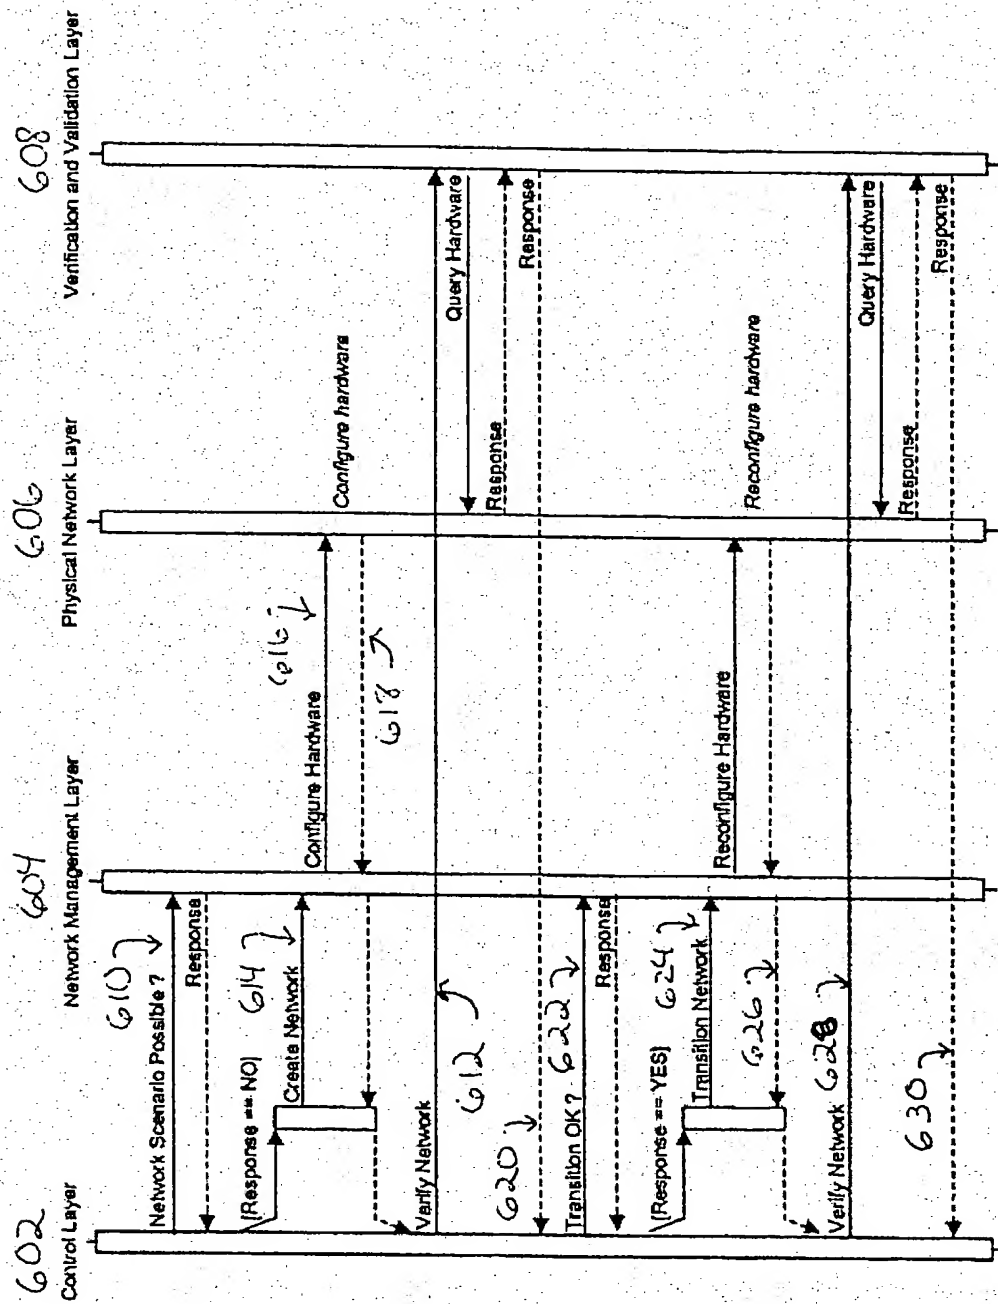 602
Control Layer
604
Network Management Layer
606
Physical Network Layer
608
Verification and Validation Layer
Network Scenario Possible ?
610
Response
[Response == NO]
614
Create Network
Configure Hardware
616
618
Configure hardware
Verify Network
612
Query Hardware
Response
Response
620
Transition OK?
622
Response
[Response == YES]
624
Transition Network
Reconfigure Hardware
626
Reconfigure hardware
Verify Network
628
Query Hardware
Response
Response
630